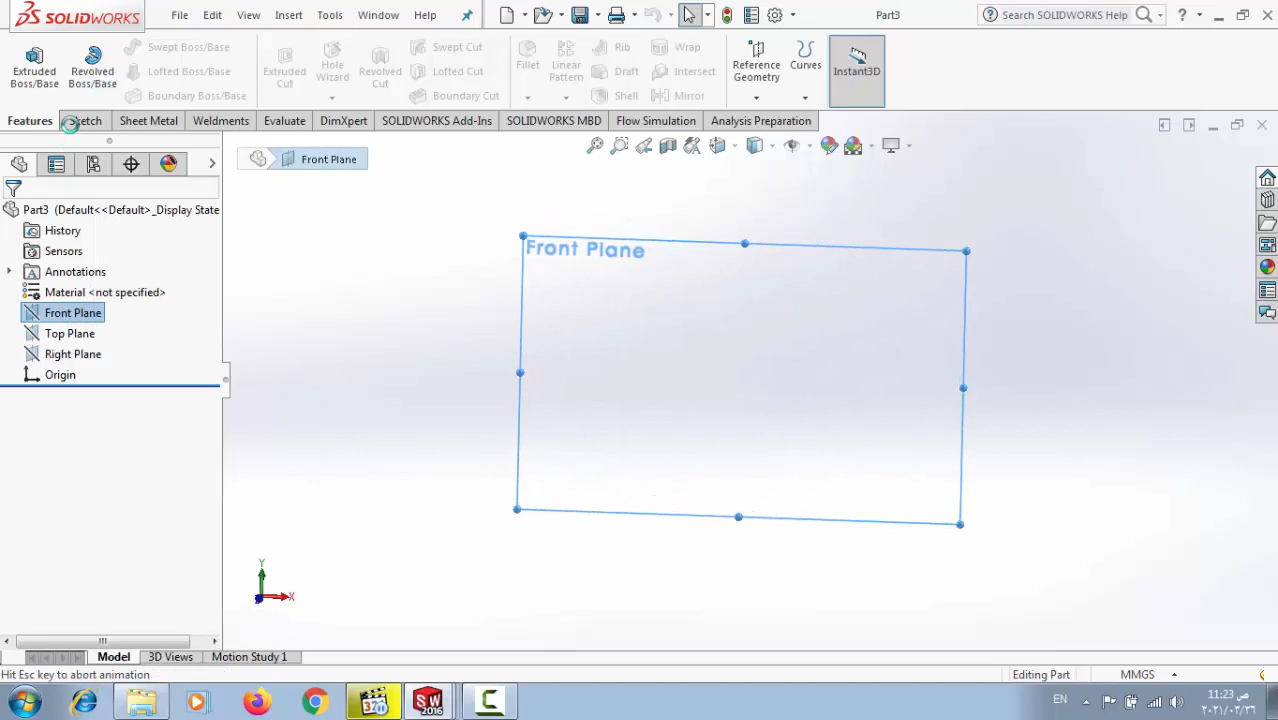 SOLIDWORKS File Edit View Insert Tools Window Help Part3 Search SOLIDWORKS Help ?
Extruded Boss/Base
Revolved Boss/Base
Swept Boss/Base
Lofted Boss/Base
Boundary Boss/Base
Extruded Cut
Hole Wizard
Revolved Cut
Swept Cut
Lofted Cut
Boundary Cut
Fillet
Linear Pattern
Rib
Draft
Shell
Wrap
Intersect
Mirror
Reference Geometry
Curves
Instant3D
Features Sketch Sheet Metal Weldments Evaluate DimXpert SOLIDWORKS Add-Ins SOLIDWORKS MBD Flow Simulation Analysis Preparation
Front Plane
Part3 (Default<<Default>_Display State
History
Sensors
Annotations
Material <not specified>
Front Plane
Top Plane
Right Plane
Origin
Front Plane
Y
X
Model 3D Views Motion Study 1
Hit Esc key to abort animation Editing Part MMGS
SW 2016
EN
11:23 ص
٢٠٢١/٠٣/٢٦